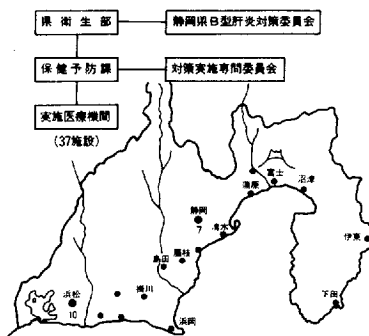 県衛生部
静岡県B型肝炎対策委員会
保健予防課
対策実施専問委員会
実施医療機関
(37施設)
富士
沼津
蒲原
静岡
7
清水
伊東
島田
藤枝
掛川
浜松
10
浜岡
下田